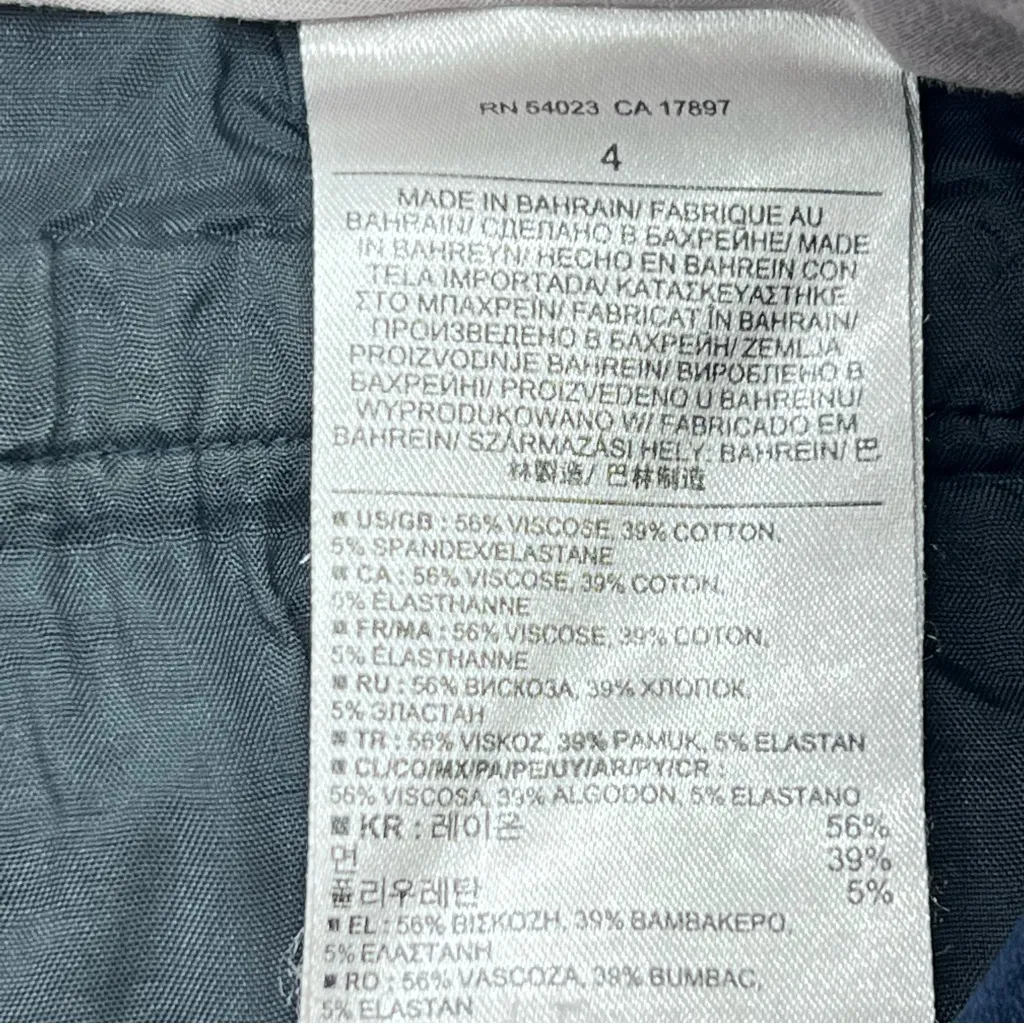 RN 54023 CA 17897
4
MADE IN BAHRAIN/ FABRIQUE AU
BAHRAIN/ СДЕЛАНО В БАХРЕЙНЕ/ MADE
IN BAHREYN/ HECHO EN BAHREIN CON
TELA IMPORTADA/ ΚΑΤΑΣΚΕΥΑΣΤΗΚΕ
ΣΤΟ ΜΠΑΧΡΕΪΝ/ FABRICAT ÎN BAHRAIN/
ПРОИЗВЕДЕНО В БАХРЕЙН/ ZEMLJA
PROIZVODNJE BAHREIN/ ВИРОБЛЕНО В
БАХРЕЙНІ/ PROIZVEDENO U BAHREINU/
WYPRODUKOWANO W/ FABRICADO EM
BAHREIN/ SZÁRMAZÁSI HELY: BAHREIN/ 巴
林製造/ 巴林制造
US/GB : 56% VISCOSE, 39% COTTON,
5% SPANDEX/ELASTANE
CA : 56% VISCOSE, 39% COTON,
5% ÉLASTHANNE
FR/MA : 56% VISCOSE, 39% COTON,
5% ÉLASTHANNE
RU : 56% ВИСКОЗА, 39% ХЛОПОК,
5% ЭЛАСТАН
TR : 56% VISKOZ, 39% PAMUK, 5% ELASTAN
CL/CO/MX/PA/PE/UY/AR/PY/CR :
56% VISCOSA, 39% ALGODON, 5% ELASTANO
KR : 레이온 56%
면 39%
폴리우레탄 5%
EL : 56% ΒΙΣΚΟΖΗ, 39% ΒΑΜΒΑΚΕΡΟ,
5% ΕΛΑΣΤΑΝΗ
RO : 56% VASCOZA, 39% BUMBAC,
5% ELASTAN